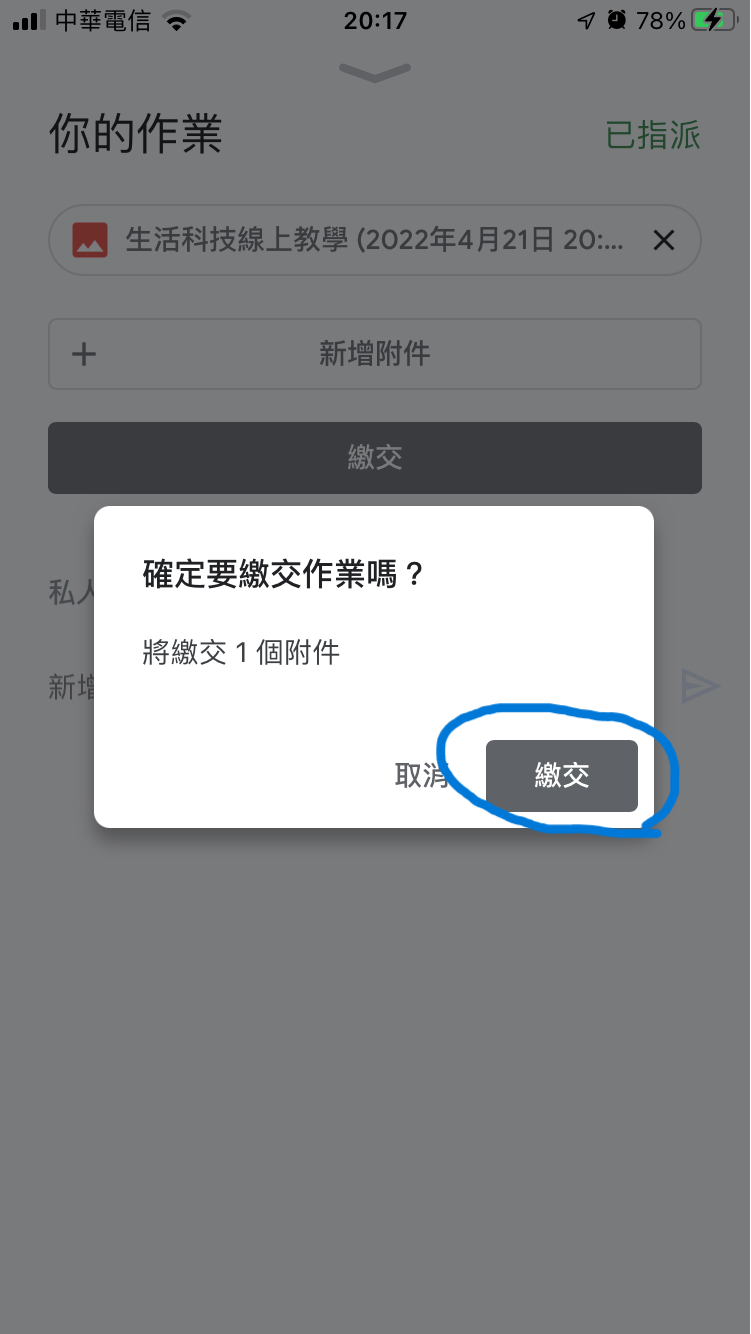 中華電信 20:17 78%
你的作業 已指派
生活科技線上教學 (2022年4月21日 20:...
新增附件
繳交
確定要繳交作業嗎？
私人
將繳交 1 個附件
新增
取消 繳交